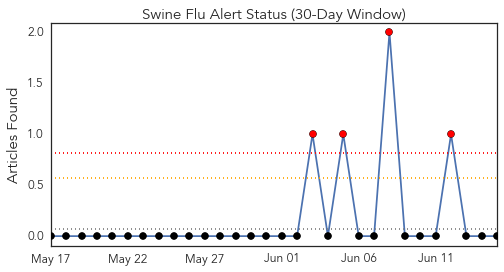 Swine Flu Alert Status (30-Day Window)
Articles Found
2.0
1.5
1.0
0.5
0.0
May 17 May 22 May 27 Jun 01 Jun 06 Jun 11